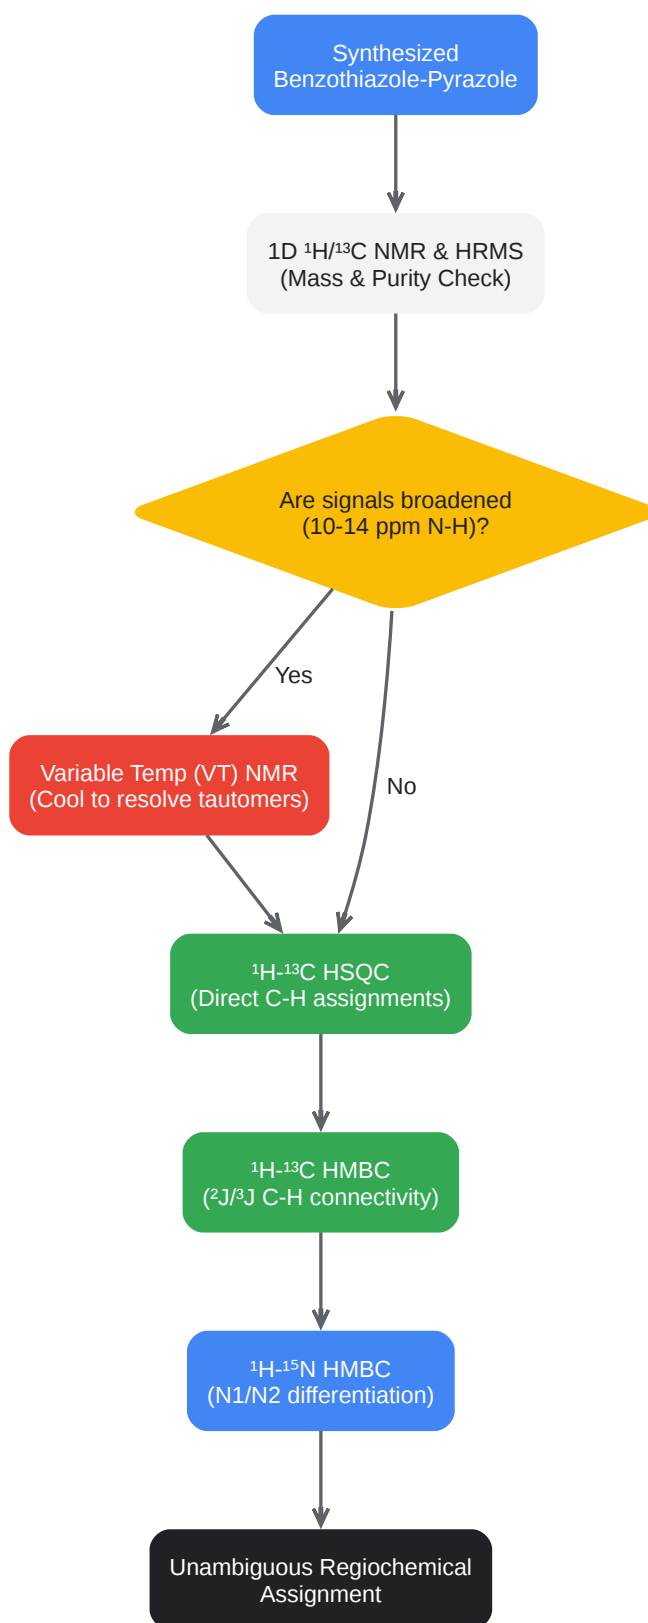 Synthesized
Benzothiazole-Pyrazole
1D ¹H/¹³C NMR & HRMS
(Mass & Purity Check)
Are signals broadened
(10-14 ppm N-H)?
Yes
No
Variable Temp (VT) NMR
(Cool to resolve tautomers)
¹H-¹³C HSQC
(Direct C-H assignments)
¹H-¹³C HMBC
(²J/³J C-H connectivity)
¹H-¹⁵N HMBC
(N1/N2 differentiation)
Unambiguous Regiochemical
Assignment